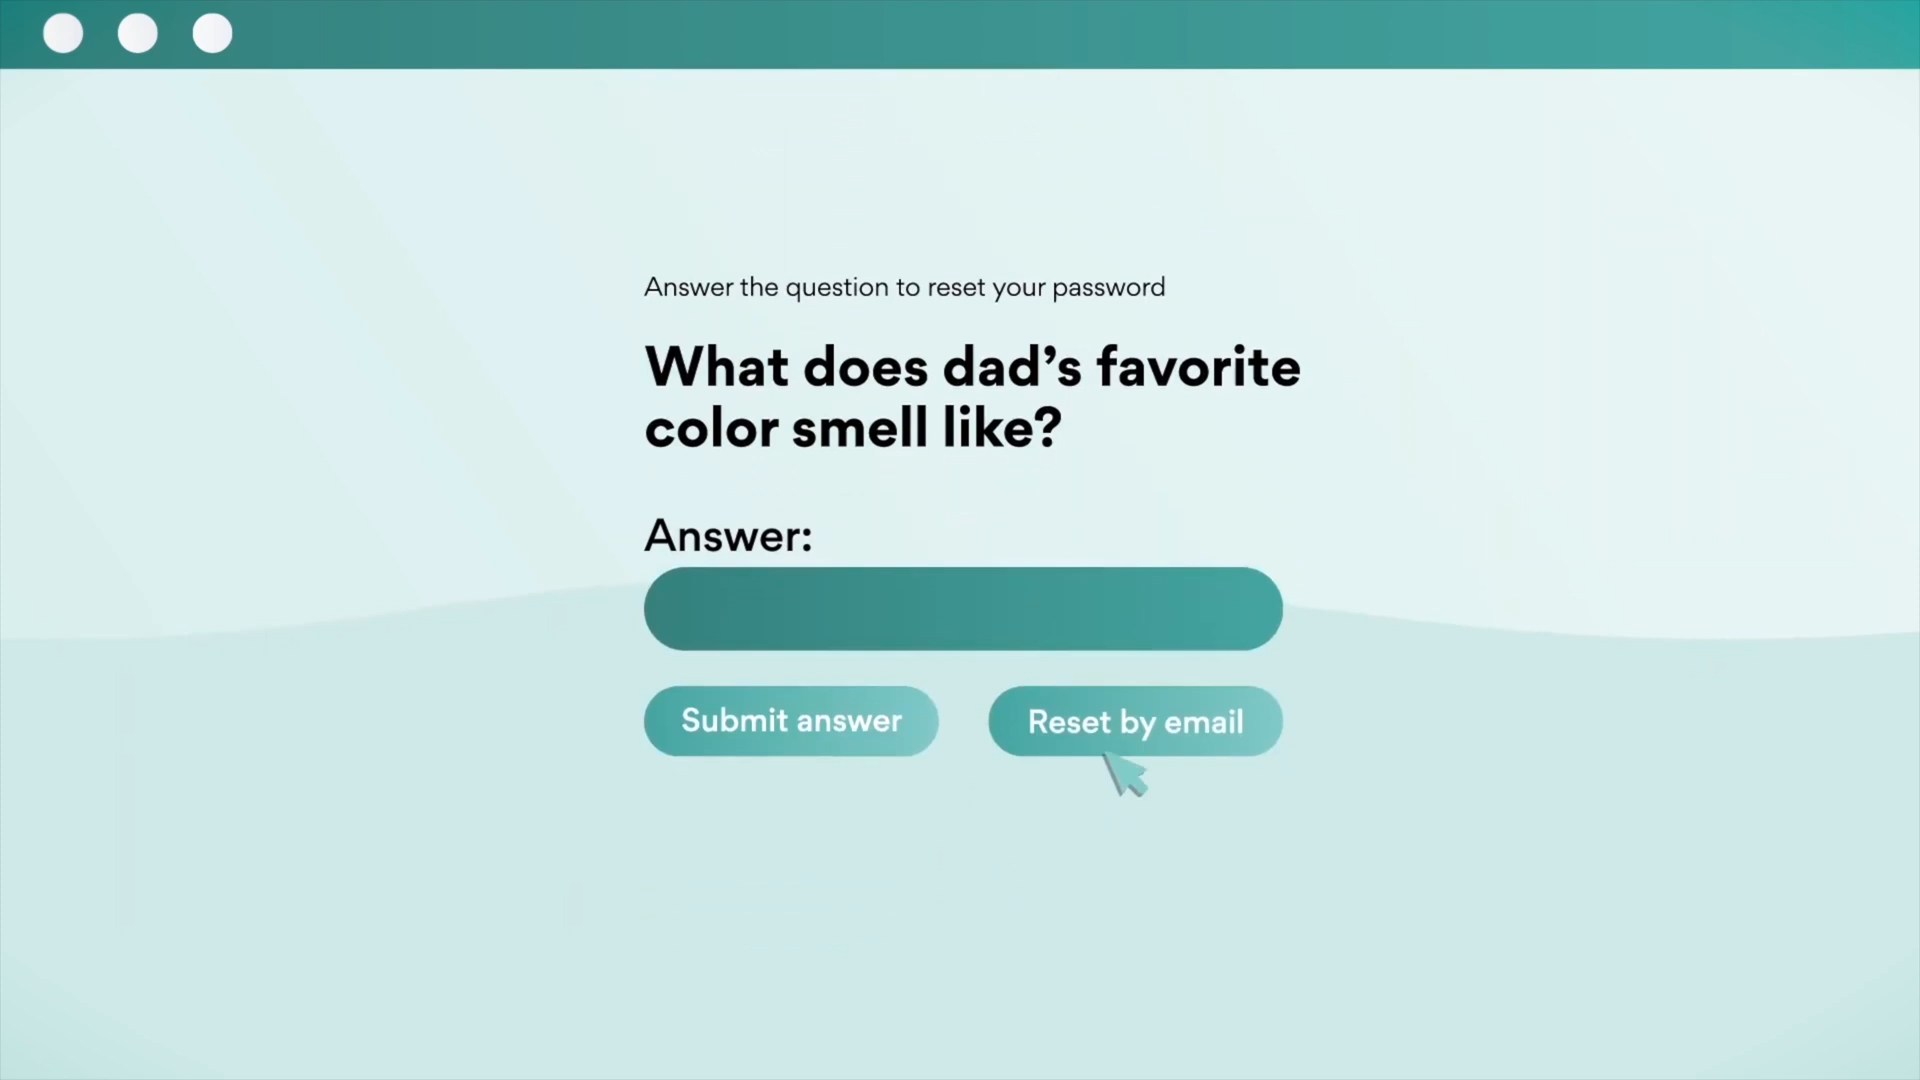 Answer the question to reset your password
What does dad’s favorite
color smell like?
Answer:
Submit answer
Reset by email